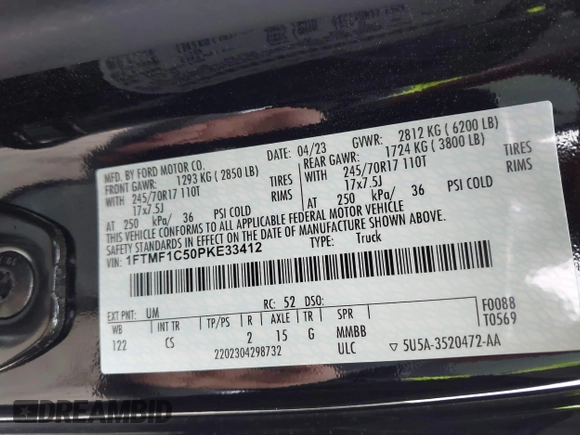 MFD. BY FORD MOTOR CO.
04/23 GVWR: 2812 KG ( 6200 LB)
FRONT GAWR: 1293 KG ( 2850 LB)
REAR GAWR: 1724 KG ( 3800 LB)
WITH 245/70R17 110T TIRES
WITH 245/70R17 110T TIRES
17x7.5J RIMS
17x7.5J RIMS
AT 250 kPa/ 36 PSI COLD
AT 250 kPa/ 36 PSI COLD
THIS VEHICLE CONFORMS TO ALL APPLICABLE FEDERAL MOTOR VEHICLE
SAFETY STANDARDS IN EFFECT ON THE DATE OF MANUFACTURE SHOWN ABOVE.
VIN: 1FTMF1C50PKE33412
TYPE: Truck
EXT PNT: UM RC: 52 DSO:
WB INT TR TP/PS R AXLE TR SPR F0088
122 CS 2 15 G MMBB T0569
2202304298732 ULC ▽ 5U5A-3520472-AA
DREAMBID